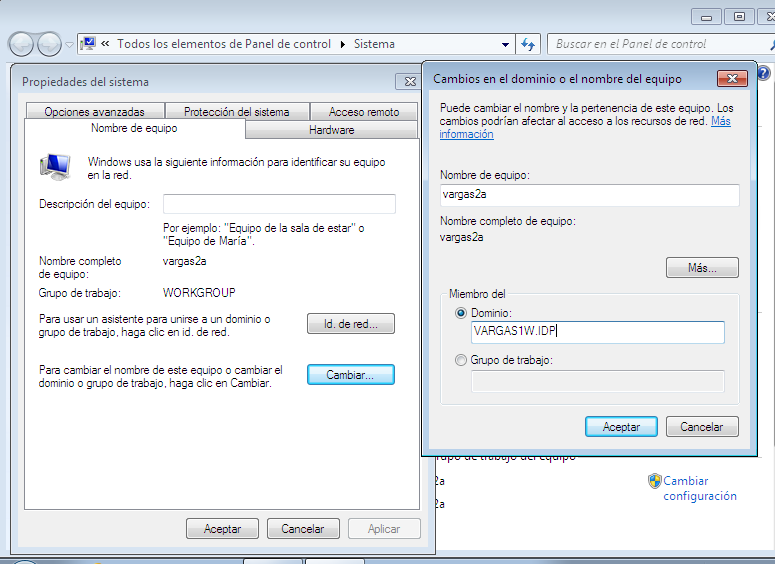 « Todos los elementos de Panel de control ▸ Sistema
Buscar en el Panel de control
Propiedades del sistema
Opciones avanzadas
Protección del sistema
Acceso remoto
Nombre de equipo
Hardware
Windows usa la siguiente información para identificar su equipo
en la red.
Descripción del equipo:
Por ejemplo: "Equipo de la sala de estar" o
"Equipo de María".
Nombre completo
de equipo:
vargas2a
Grupo de trabajo:
WORKGROUP
Para usar un asistente para unirse a un dominio o
grupo de trabajo, haga clic en id. de red.
Id. de red...
Para cambiar el nombre de este equipo o cambiar el
dominio o grupo de trabajo, haga clic en Cambiar.
Cambiar...
Aceptar
Cancelar
Aplicar
Cambios en el dominio o el nombre del equipo
Puede cambiar el nombre y la pertenencia de este equipo. Los
cambios podrían afectar al acceso a los recursos de red. Más
información
Nombre de equipo:
vargas2a
Nombre completo de equipo:
vargas2a
Más...
Miembro del
Dominio:
VARGAS1W.IDP
Grupo de trabajo:
Aceptar
Cancelar
grupo de trabajo del equipo
2a
2a
Cambiar
configuración